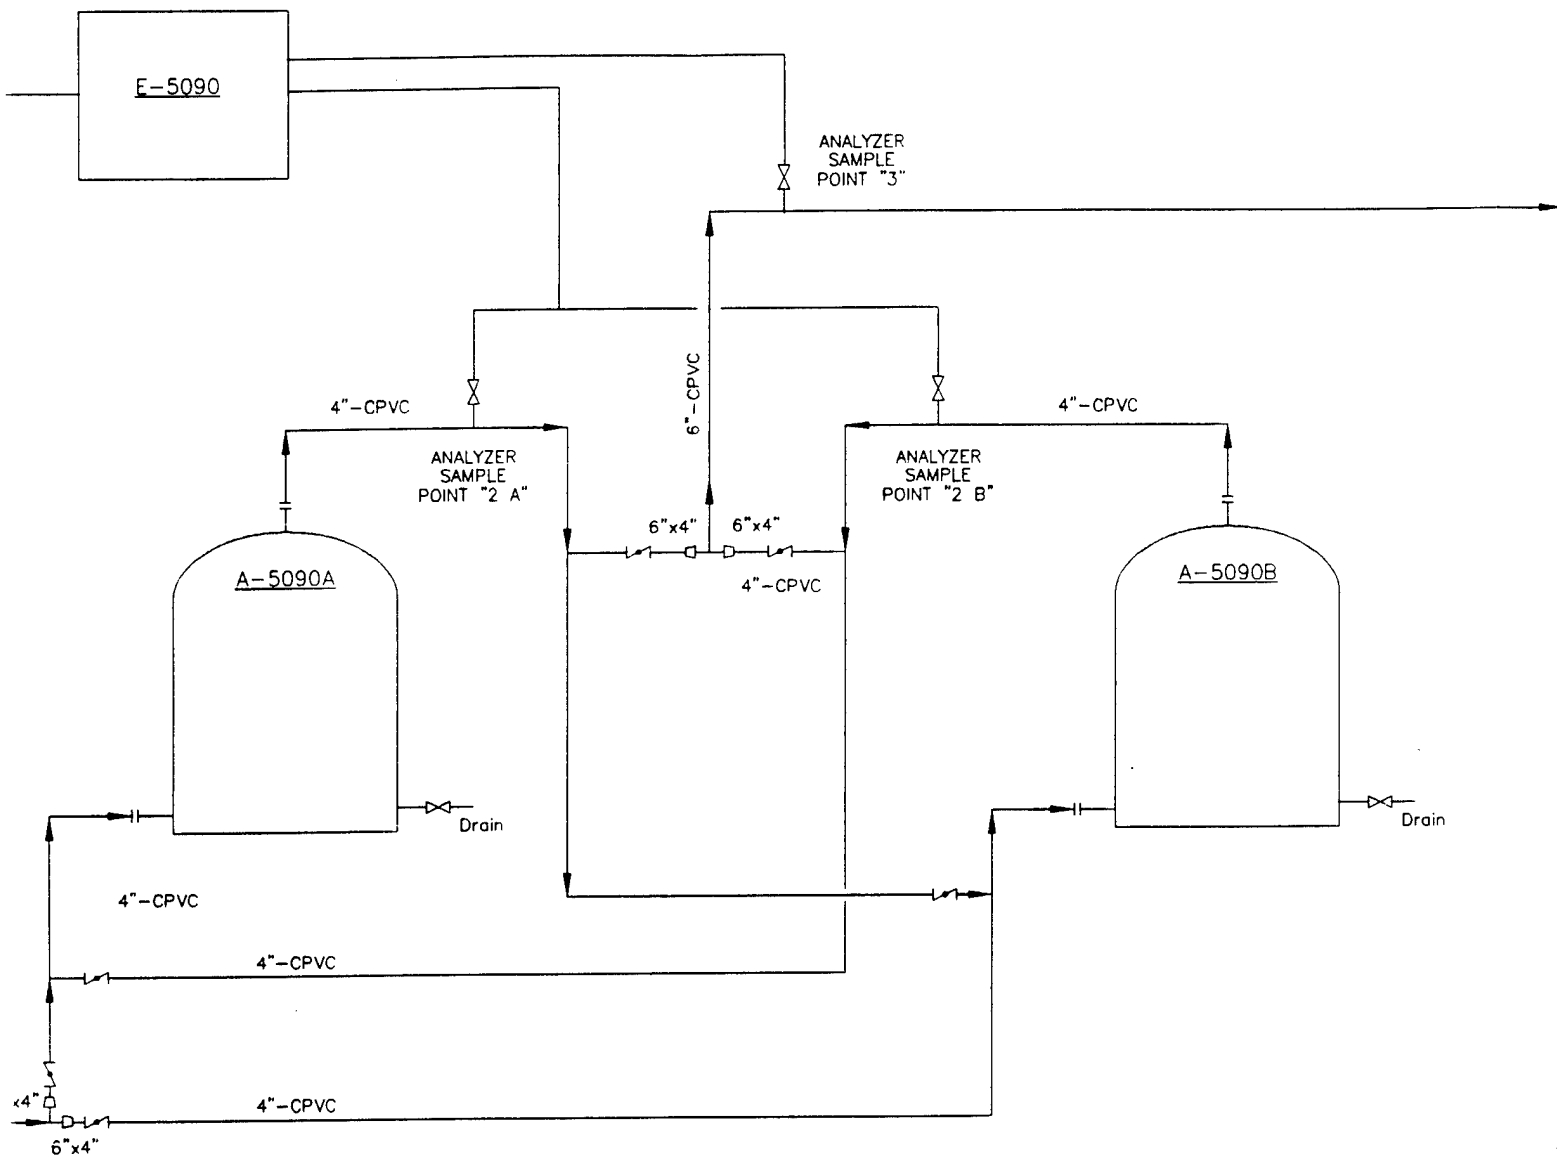 E-5090
ANALYZER
SAMPLE
POINT "3"
6"-CPVC
4"-CPVC
4"-CPVC
ANALYZER
SAMPLE
POINT "2 A"
ANALYZER
SAMPLE
POINT "2 B"
6"x4"
6"x4"
A-5090A
4"-CPVC
A-5090B
Drain
Drain
4"-CPVC
4"-CPVC
x4"
4"-CPVC
6"x4"